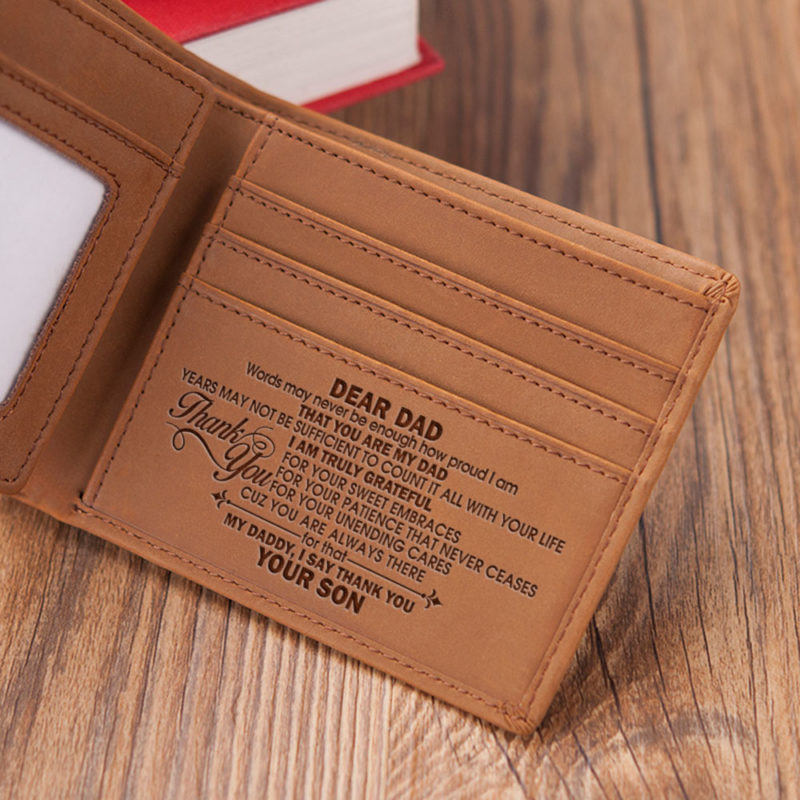 DEAR DAD
Words may never be enough how proud I am
THAT YOU ARE MY DAD
YEARS MAY NOT BE SUFFICIENT TO COUNT IT ALL WITH YOUR LIFE
I AM TRULY GRATEFUL
Thank You
FOR YOUR SWEET EMBRACES
FOR YOUR PATIENCE THAT NEVER CEASES
FOR YOUR UNENDING CARES
CUZ YOU ARE ALWAYS THERE
for that
MY DADDY, I SAY THANK YOU
YOUR SON